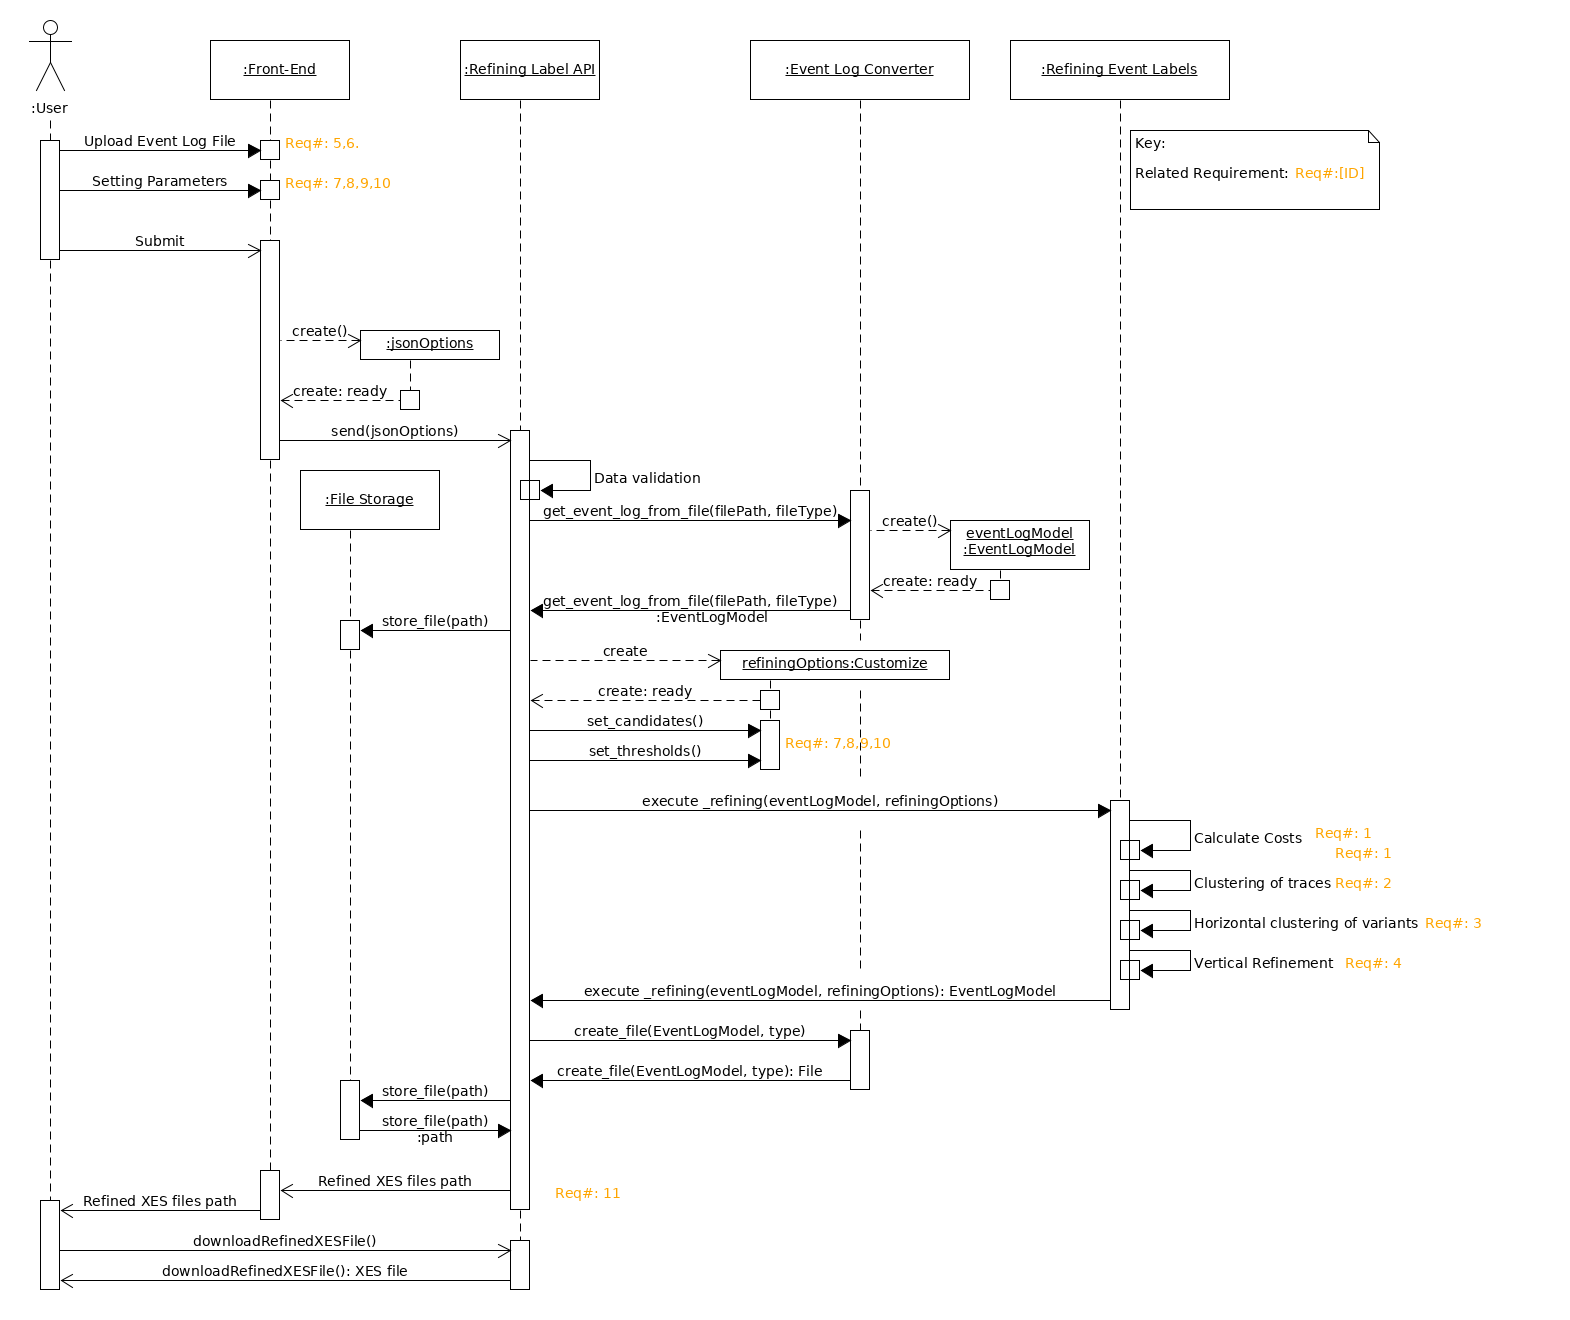 :User
:Front-End
:Refining Label API
:Event Log Converter
:Refining Event Labels
Upload Event Log File
Req#: 5,6.
Key:
Related Requirement: Req#:[ID]
Setting Parameters
Req#: 7,8,9,10
Submit
create()
:jsonOptions
create: ready
send(jsonOptions)
Data validation
:File Storage
get_event_log_from_file(filePath, fileType)
create()
eventLogModel
:EventLogModel
create: ready
get_event_log_from_file(filePath, fileType)
:EventLogModel
store_file(path)
create
refiningOptions:Customize
create: ready
set_candidates()
Req#: 7,8,9,10
set_thresholds()
execute _refining(eventLogModel, refiningOptions)
Calculate Costs
Req#: 1
Req#: 1
Clustering of traces
Req#: 2
Horizontal clustering of variants
Req#: 3
Vertical Refinement
Req#: 4
execute _refining(eventLogModel, refiningOptions): EventLogModel
create_file(EventLogModel, type)
create_file(EventLogModel, type): File
store_file(path)
store_file(path)
:path
Refined XES files path
Req#: 11
Refined XES files path
downloadRefinedXESFile()
downloadRefinedXESFile(): XES file